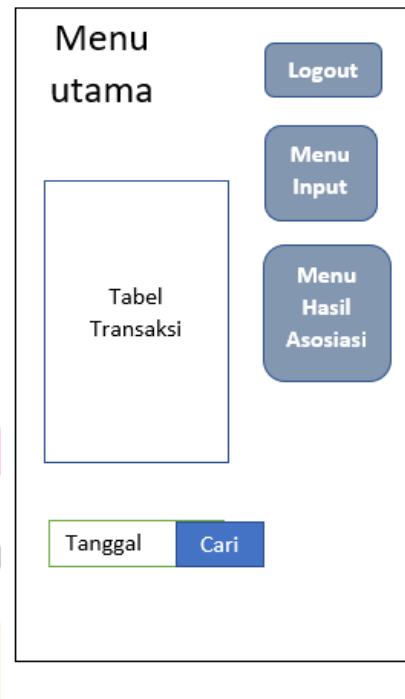 Menu
utama
Logout
Menu
Input
Menu
Hasil
Asosiasi
Tabel
Transaksi
Tanggal
Cari